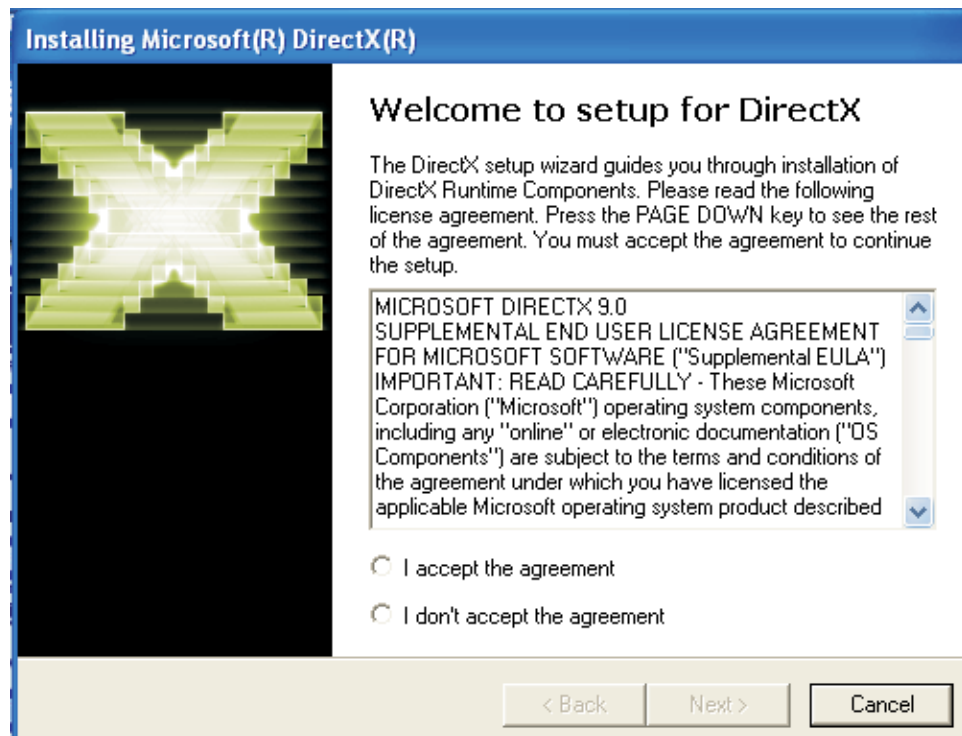 Installing Microsoft(R) DirectX(R)
Welcome to setup for DirectX
The DirectX setup wizard guides you through installation of
DirectX Runtime Components. Please read the following
license agreement. Press the PAGE DOWN key to see the rest
of the agreement. You must accept the agreement to continue
the setup.
MICROSOFT DIRECTX 9.0
SUPPLEMENTAL END USER LICENSE AGREEMENT
FOR MICROSOFT SOFTWARE ("Supplemental EULA")
IMPORTANT: READ CAREFULLY - These Microsoft
Corporation ("Microsoft") operating system components,
including any "online" or electronic documentation ("OS
Components") are subject to the terms and conditions of
the agreement under which you have licensed the
applicable Microsoft operating system product described
I accept the agreement
I don't accept the agreement
< Back
Next >
Cancel